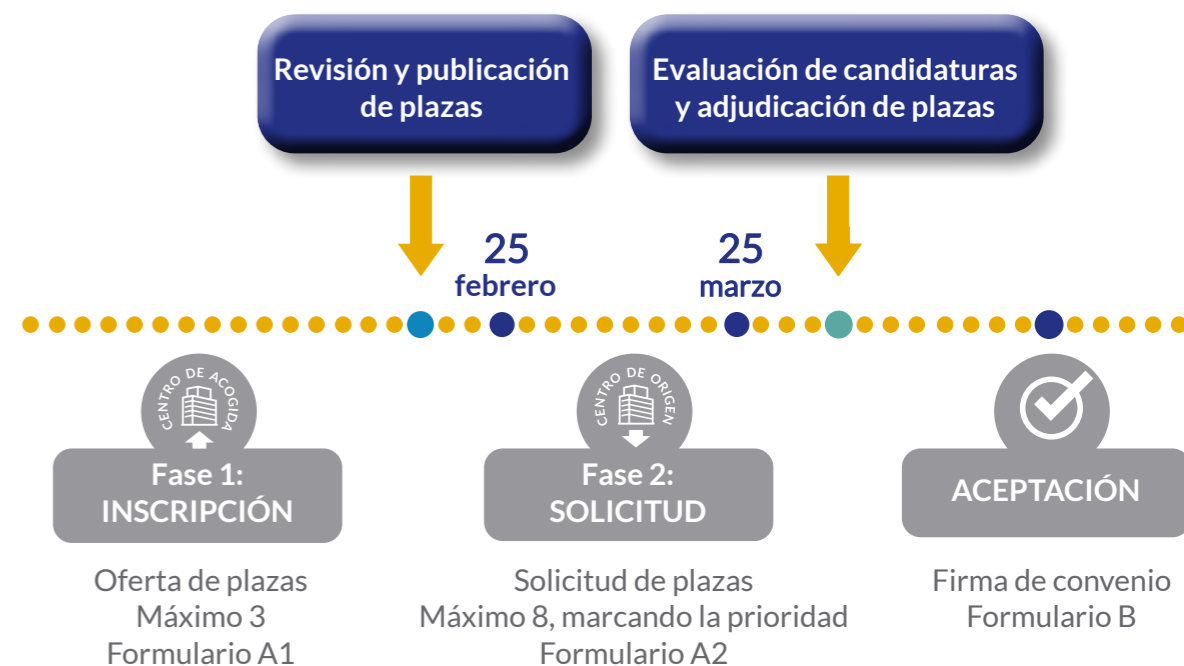 Revisión y publicación
de plazas
Evaluación de candidaturas
y adjudicación de plazas
25
febrero
25
marzo
CENTRO DE ACOGIDA
Fase 1:
INSCRIPCIÓN
Oferta de plazas
Máximo 3
Formulario A1
CENTRO DE ORIGEN
Fase 2:
SOLICITUD
Solicitud de plazas
Máximo 8, marcando la prioridad
Formulario A2
ACEPTACIÓN
Firma de convenio
Formulario B